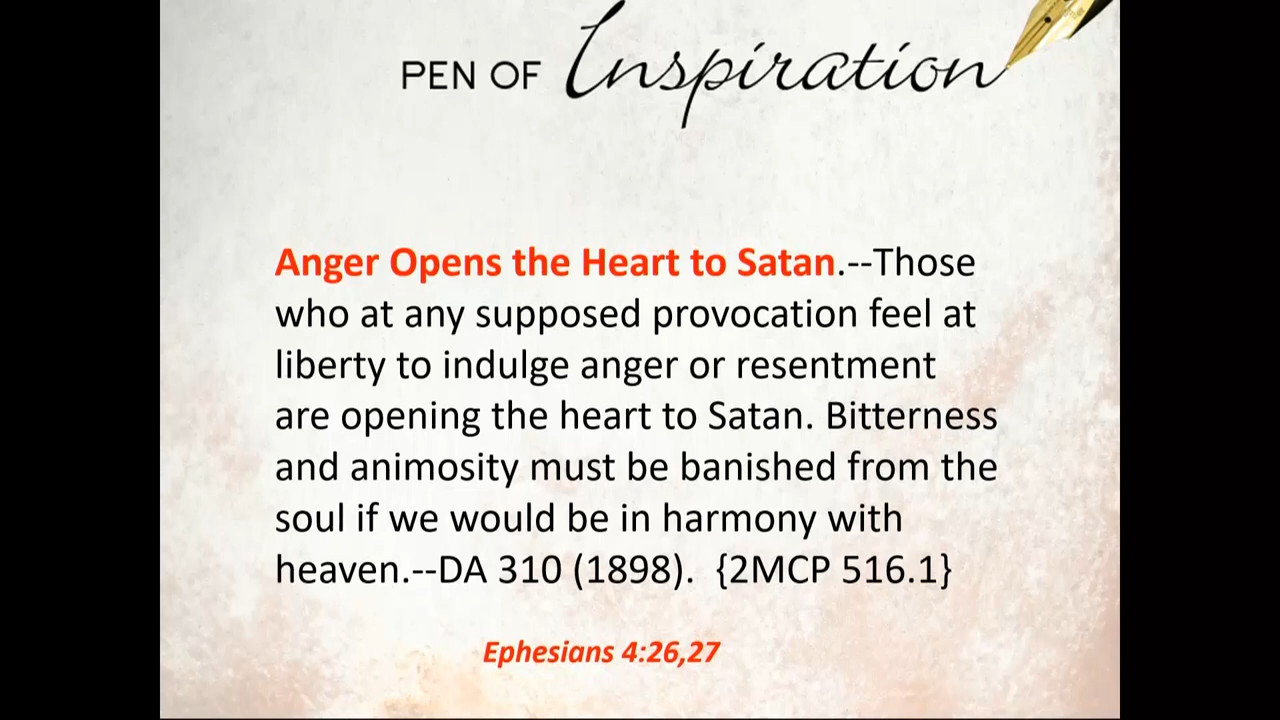 PEN OF Inspiration
Anger Opens the Heart to Satan.--Those
who at any supposed provocation feel at
liberty to indulge anger or resentment
are opening the heart to Satan. Bitterness
and animosity must be banished from the
soul if we would be in harmony with
heaven.--DA 310 (1898).  {2MCP 516.1}
Ephesians 4:26,27